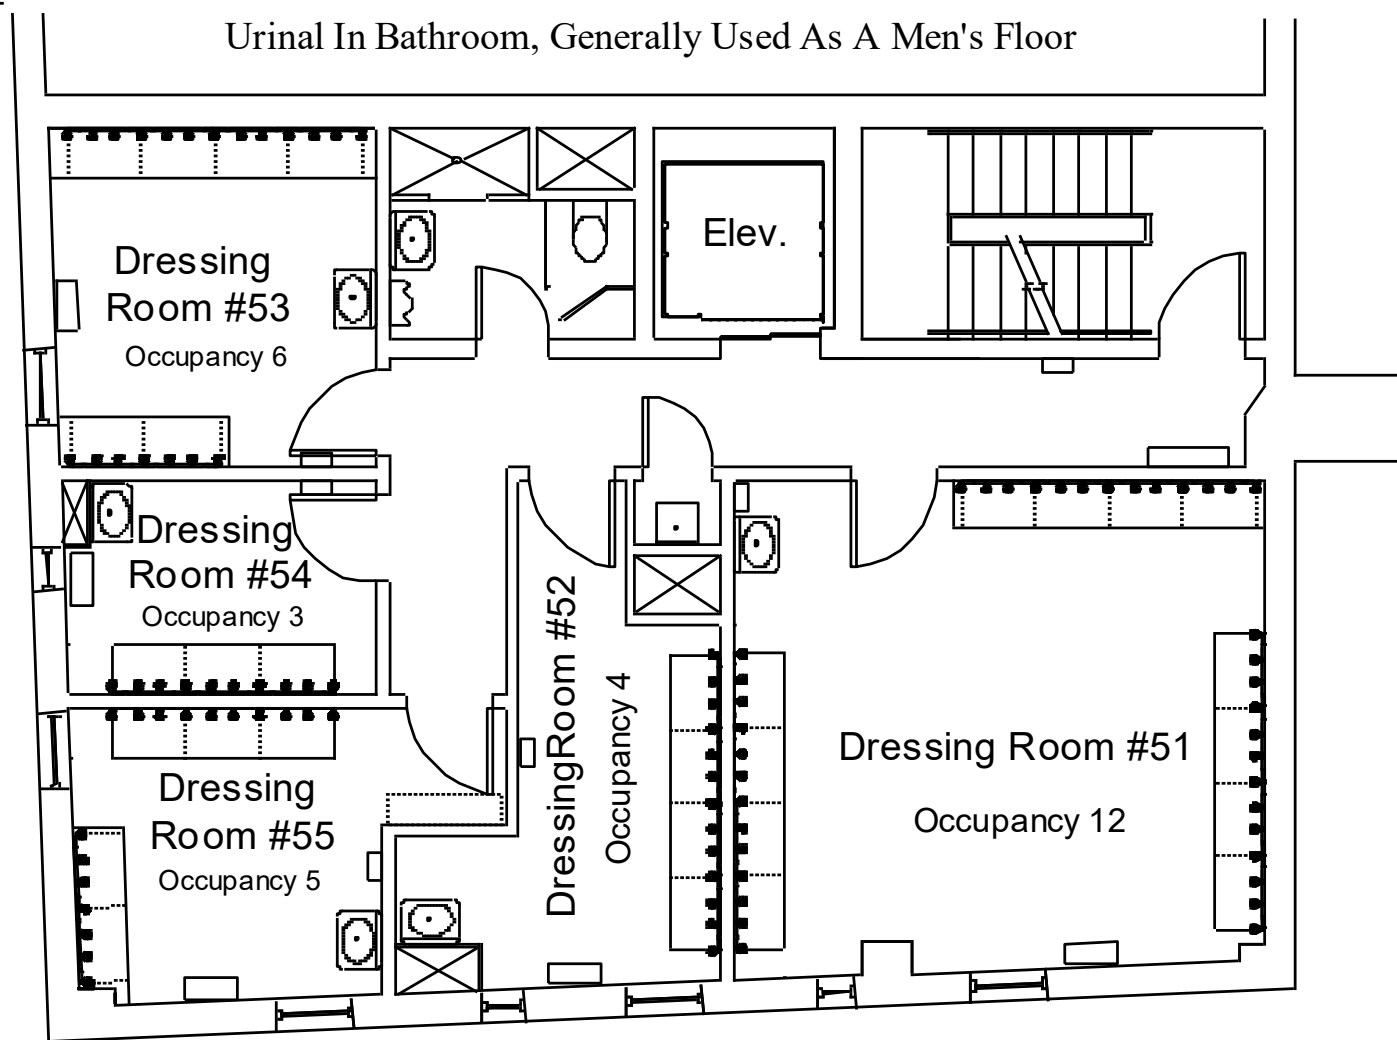 Urinal In Bathroom, Generally Used As A Men's Floor
Elev.
Dressing
Room #53
Occupancy 6
Dressing
Room #54
Occupancy 3
DressingRoom #52
Occupancy 4
Dressing Room #51
Occupancy 12
Dressing
Room #55
Occupancy 5